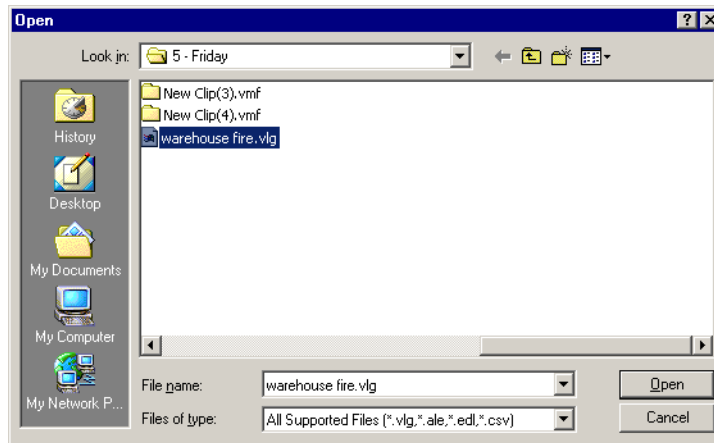 Open
Look in: 5 - Friday
History
Desktop
My Documents
My Computer
My Network P...
New Clip(3).vmf
New Clip(4).vmf
warehouse fire.vlg
File name: warehouse fire.vlg Open
Files of type: All Supported Files (*.vlg,*.ale,*.edl,*.csv) Cancel